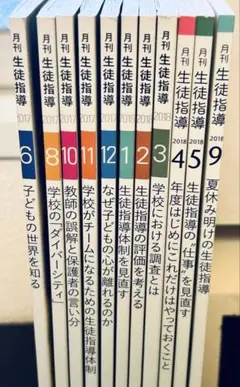 月刊 生徒指導 2017 6 子どもの世界を知る
月刊 生徒指導 2017 8 学校の「ダイバーシティ」
月刊 生徒指導 2017 10 教師の誤解と保護者の言い分
月刊 生徒指導 2017 11 学校がチームになるための生徒指導体制
月刊 生徒指導 2017 12 なぜ子どもの心が離れるのか
月刊 生徒指導 2018 1 生徒指導体制を見直す
月刊 生徒指導 2018 2 生徒指導の評価を考える
月刊 生徒指導 2018 3 学校における調査とは
月刊 生徒指導 2018 4 年度はじめにこれだけはやっておくこと
月刊 生徒指導 2018 5 生徒指導の“仕事”を見直す
月刊 生徒指導 2018 9 夏休み明けの生徒指導